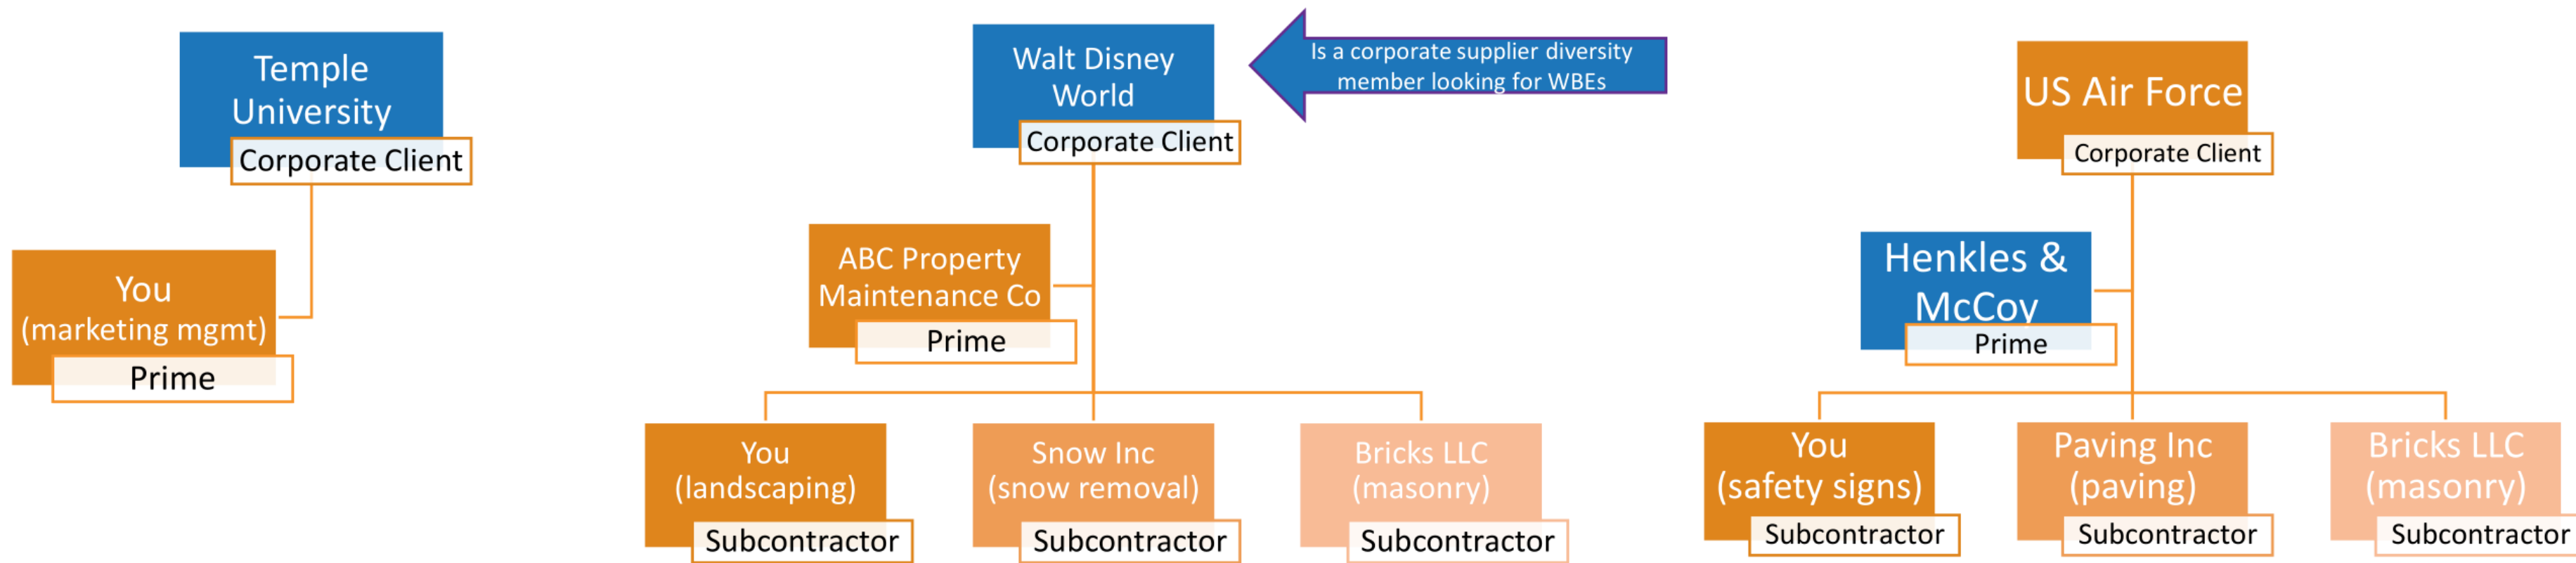 Temple
University
Corporate Client
You
(marketing mgmt)
Prime
Walt Disney
World
Corporate Client
Is a corporate supplier diversity
member looking for WBEs
ABC Property
Maintenance Co
Prime
You
(landscaping)
Subcontractor
Snow Inc
(snow removal)
Subcontractor
Bricks LLC
(masonry)
Subcontractor
US Air Force
Corporate Client
Henkles &
McCoy
Prime
You
(safety signs)
Subcontractor
Paving Inc
(paving)
Subcontractor
Bricks LLC
(masonry)
Subcontractor